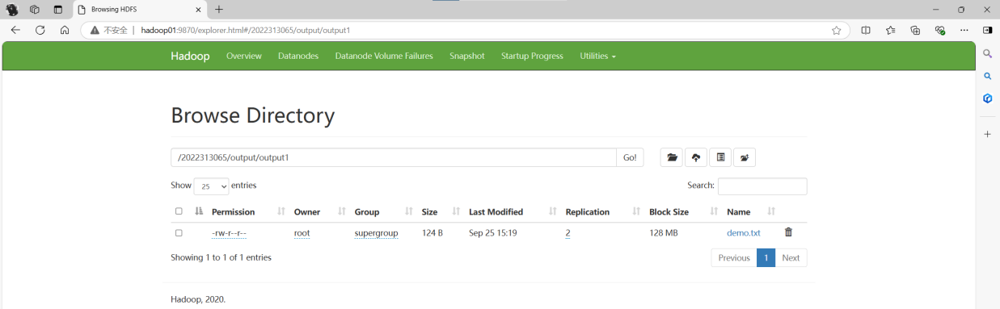 Browsing HDFS
不安全 | hadoop01:9870/explorer.html#/2022313065/output/output1
Hadoop Overview Datanodes Datanode Volume Failures Snapshot Startup Progress Utilities
Browse Directory
/2022313065/output/output1 Go!
Show 25 entries Search:
Permission Owner Group Size Last Modified Replication Block Size Name
-rw-r--r-- root supergroup 124 B Sep 25 15:19 2 128 MB demo.txt
Showing 1 to 1 of 1 entries Previous 1 Next
Hadoop, 2020.